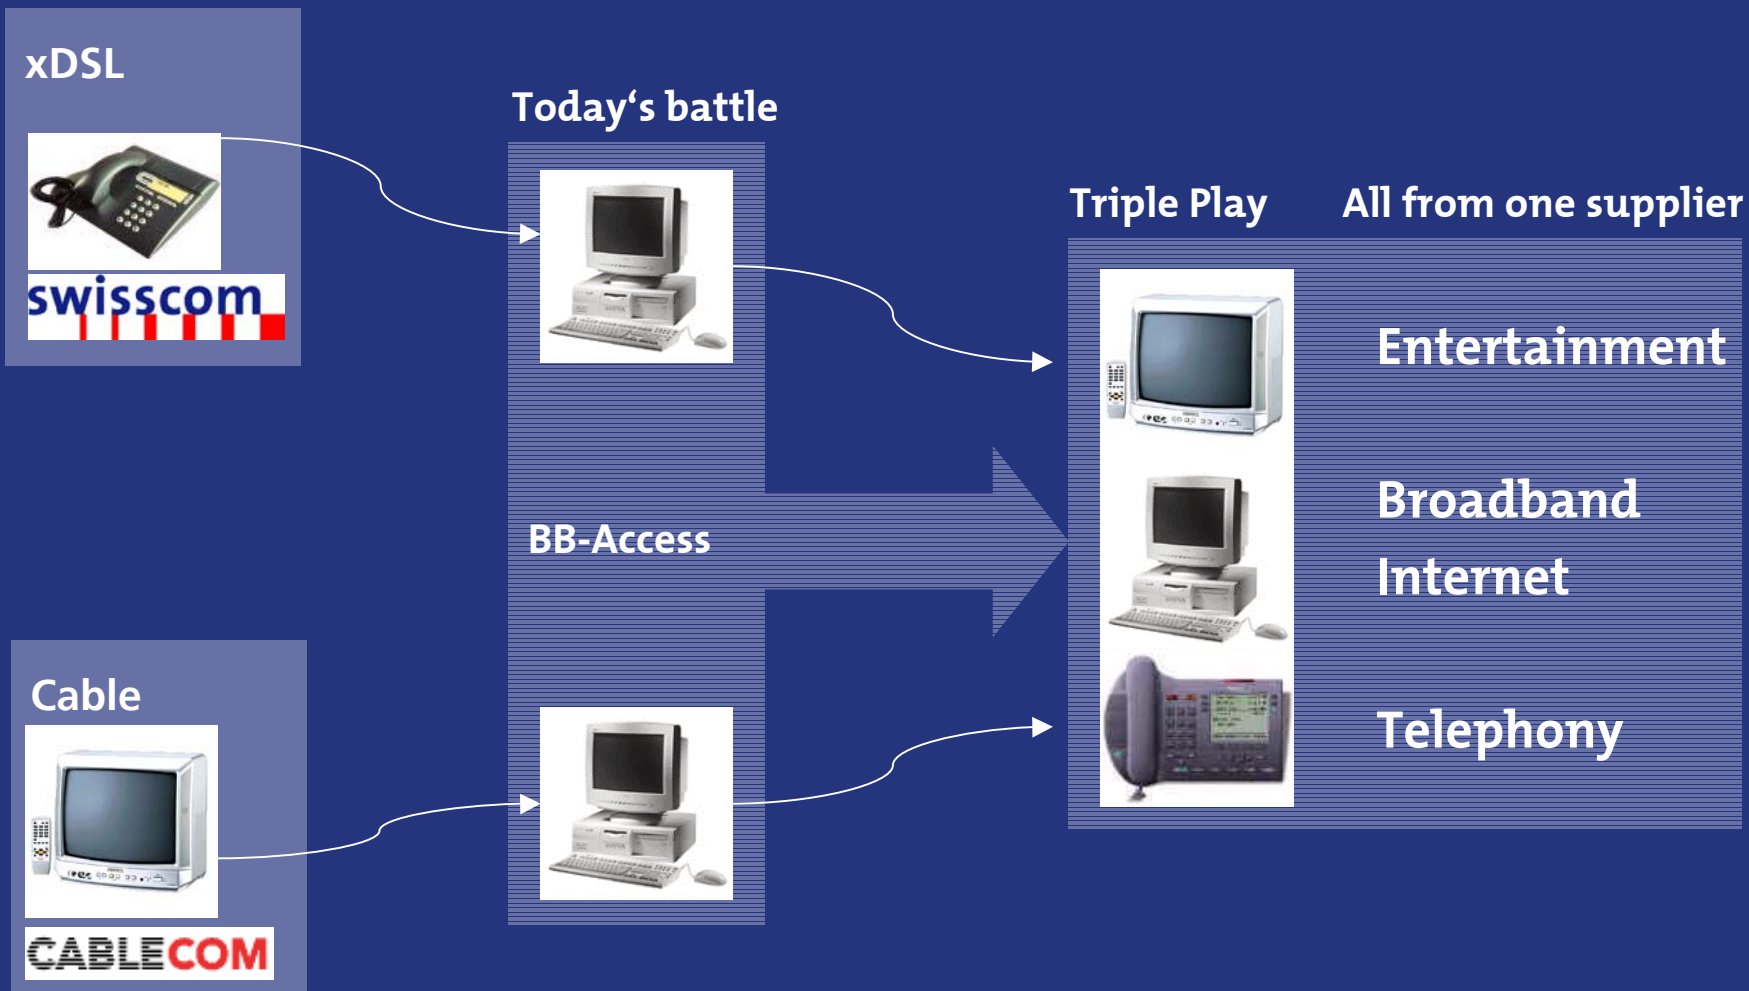 xDSL
swisscom
Today‘s battle
BB-Access
Cable
CABLECOM
Triple Play
All from one supplier
Entertainment
Broadband
Internet
Telephony